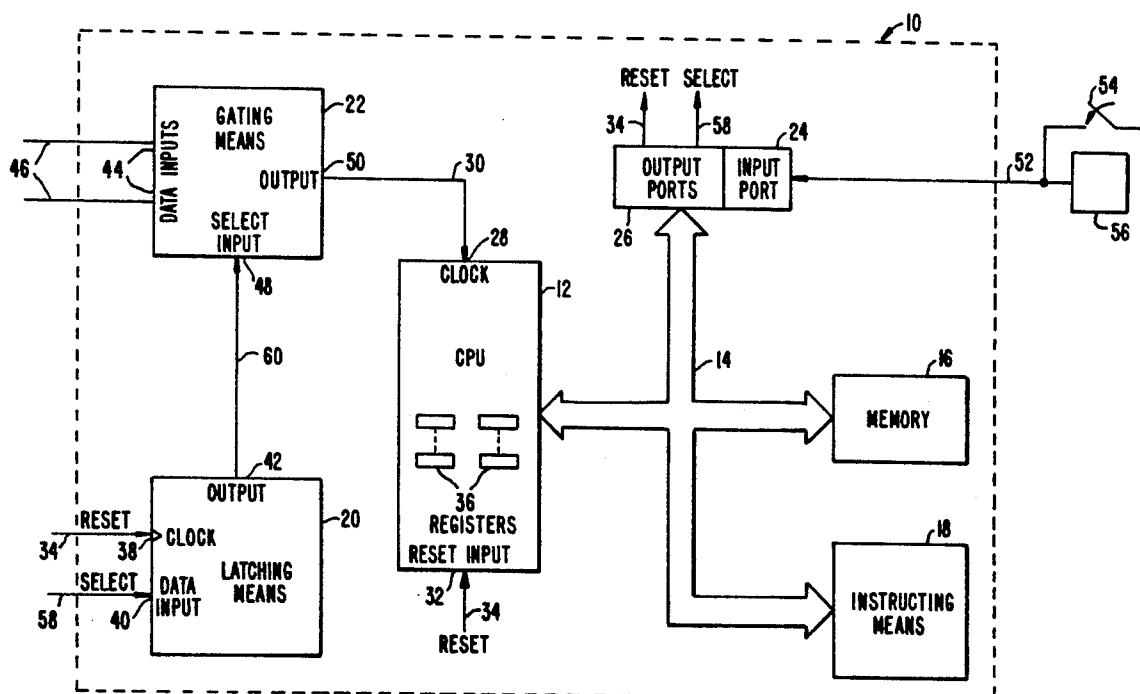 10
RESET SELECT
54
22
GATING
MEANS
34
58
24
46
44
DATA INPUTS
50
30
OUTPUT
OUTPUT
PORTS
INPUT
PORT
52
SELECT
INPUT
26
56
28
48
CLOCK
12
CPU
60
14
16
MEMORY
42
36
OUTPUT
20
REGISTERS
RESET
CLOCK
18
34
38
RESET INPUT
SELECT
LATCHING
MEANS
DATA
INPUT
32
INSTRUCTING
MEANS
58
40
34
RESET